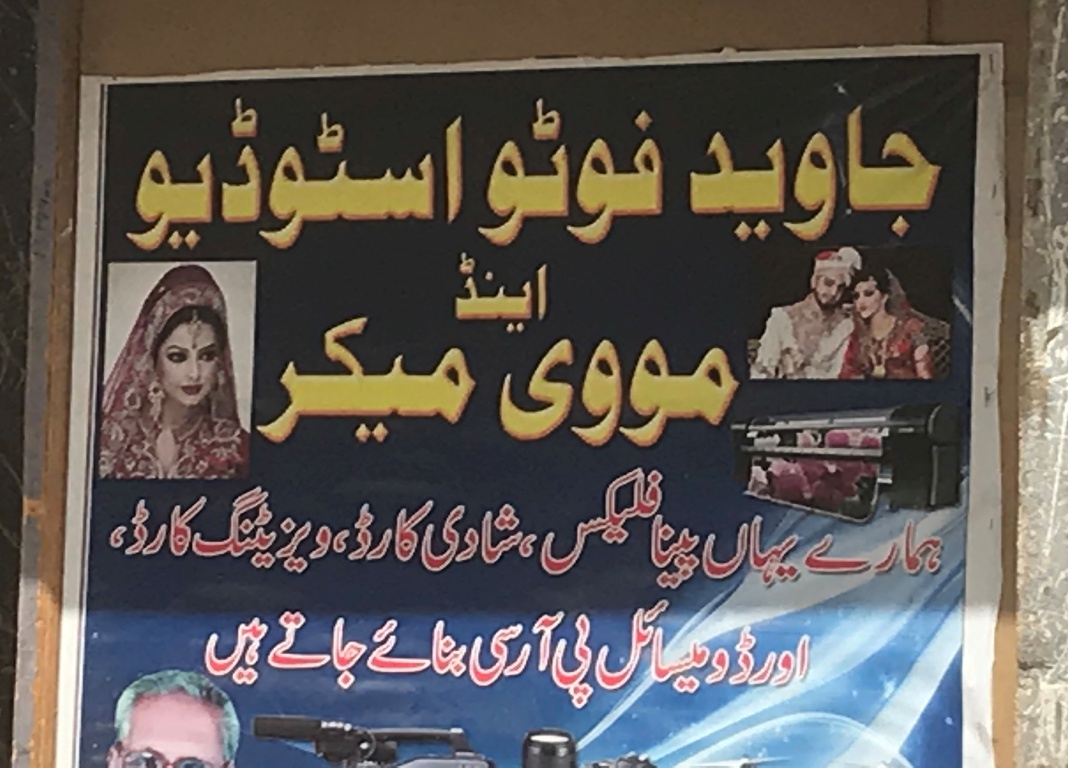 جاوید فوٹو اسٹوڈیو
اینڈ
مووی میکر
ہمارے یہاں پینا فلیکس، شادی کارڈ، ویزیٹنگ کارڈ،
اور ڈومیسائل پی آر سی بنائے جاتے ہیں